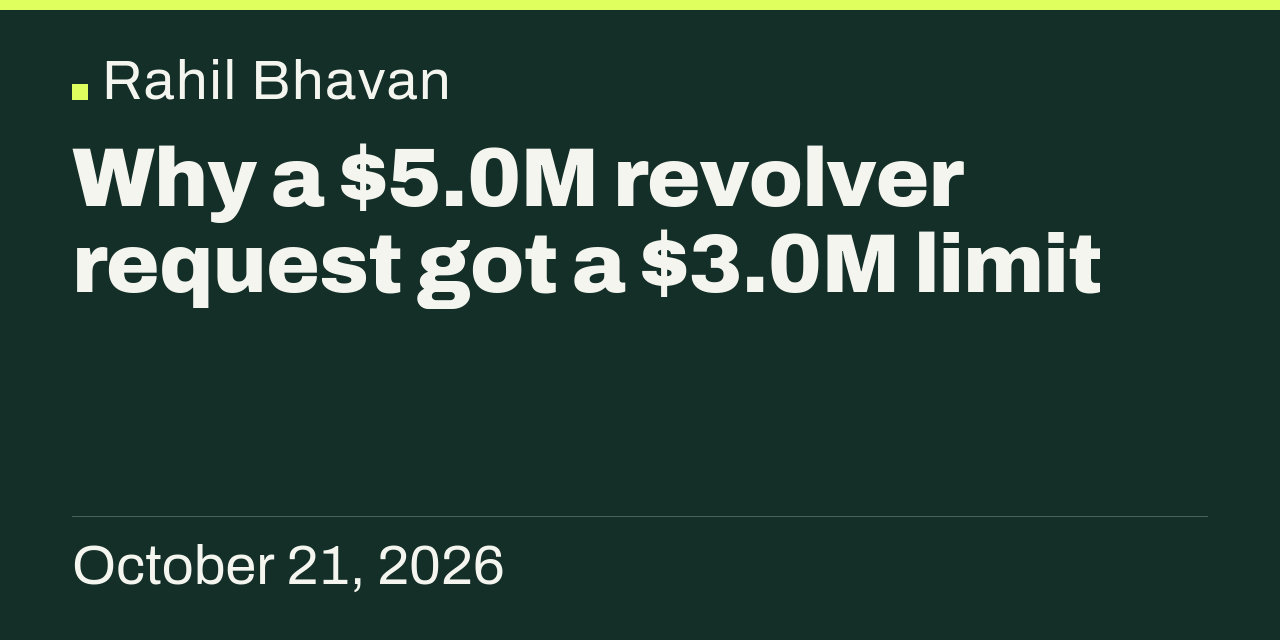 Rahil Bhavan
Why a $5.0M revolver
request got a $3.0M limit
October 21, 2026